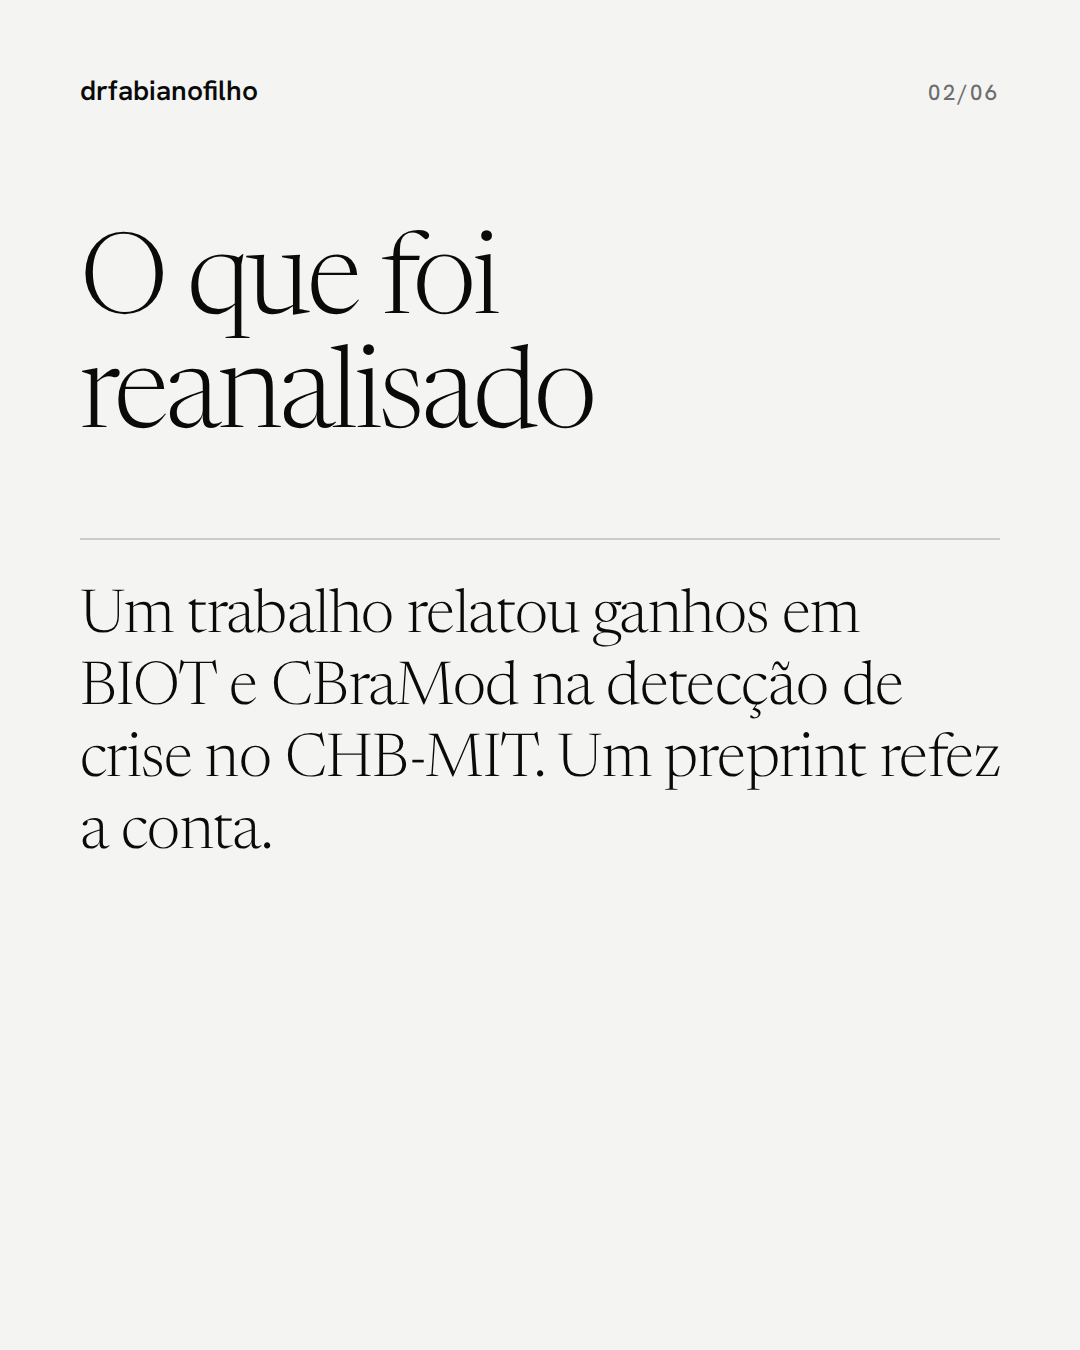 drfabianofilho
02/06
O que foi
reanalisado
Um trabalho relatou ganhos em
BIOT e CBraMod na detecção de
crise no CHB-MIT. Um preprint refez
a conta.